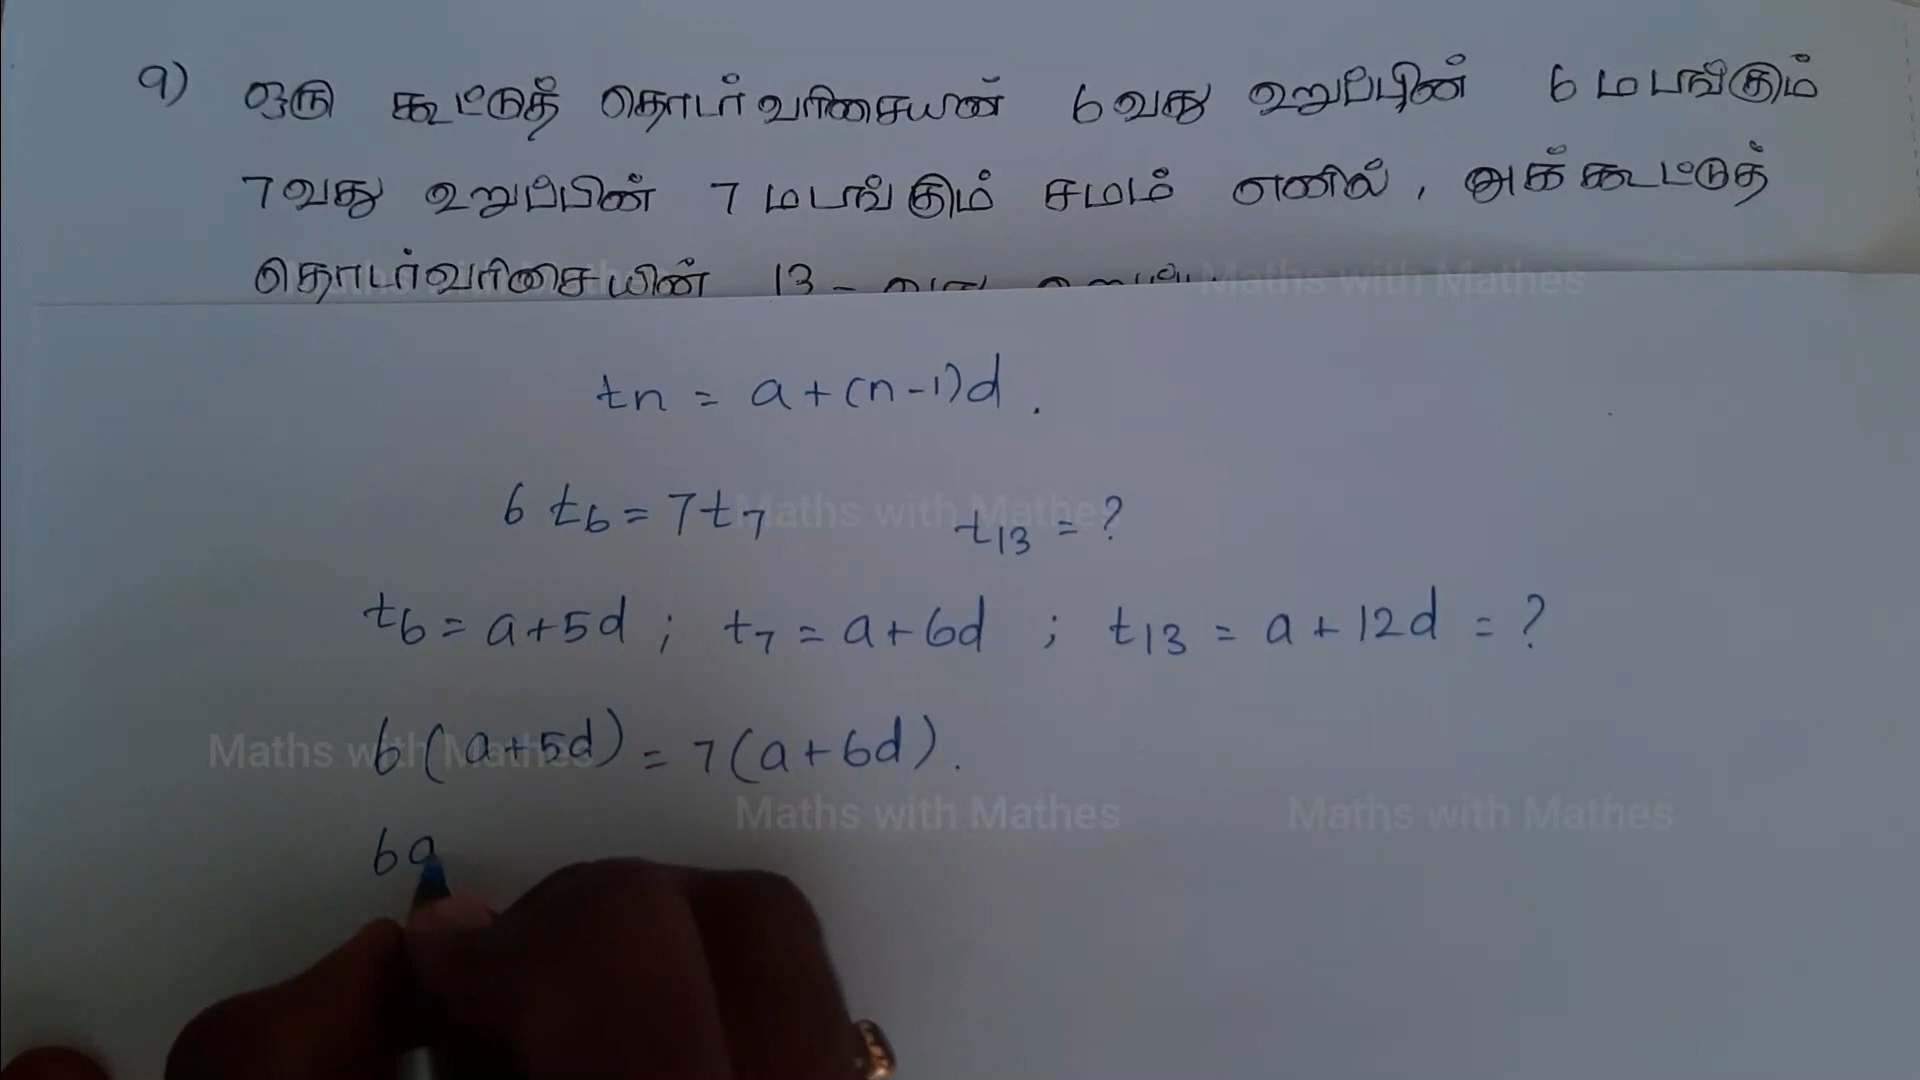 9) ஒரு கூட்டுத் தொடர்வரிசையின் 6வது உறுப்பின் 6 மடங்கும்
7வது உறுப்பின் 7 மடங்கும் சமம் எனில், அக்கூட்டுத்
தொடர்வரிசையின் 13 -
Maths with Mathes
tn = a + (n-1)d.
6 t6 = 7t7 t13 = ?
Maths with Mathes
t6 = a+5d ; t7 = a+6d ; t13 = a + 12d = ?
6(a+5d) = 7(a+6d).
Maths with Mathes
Maths with Mathes Maths with Mathes
6a